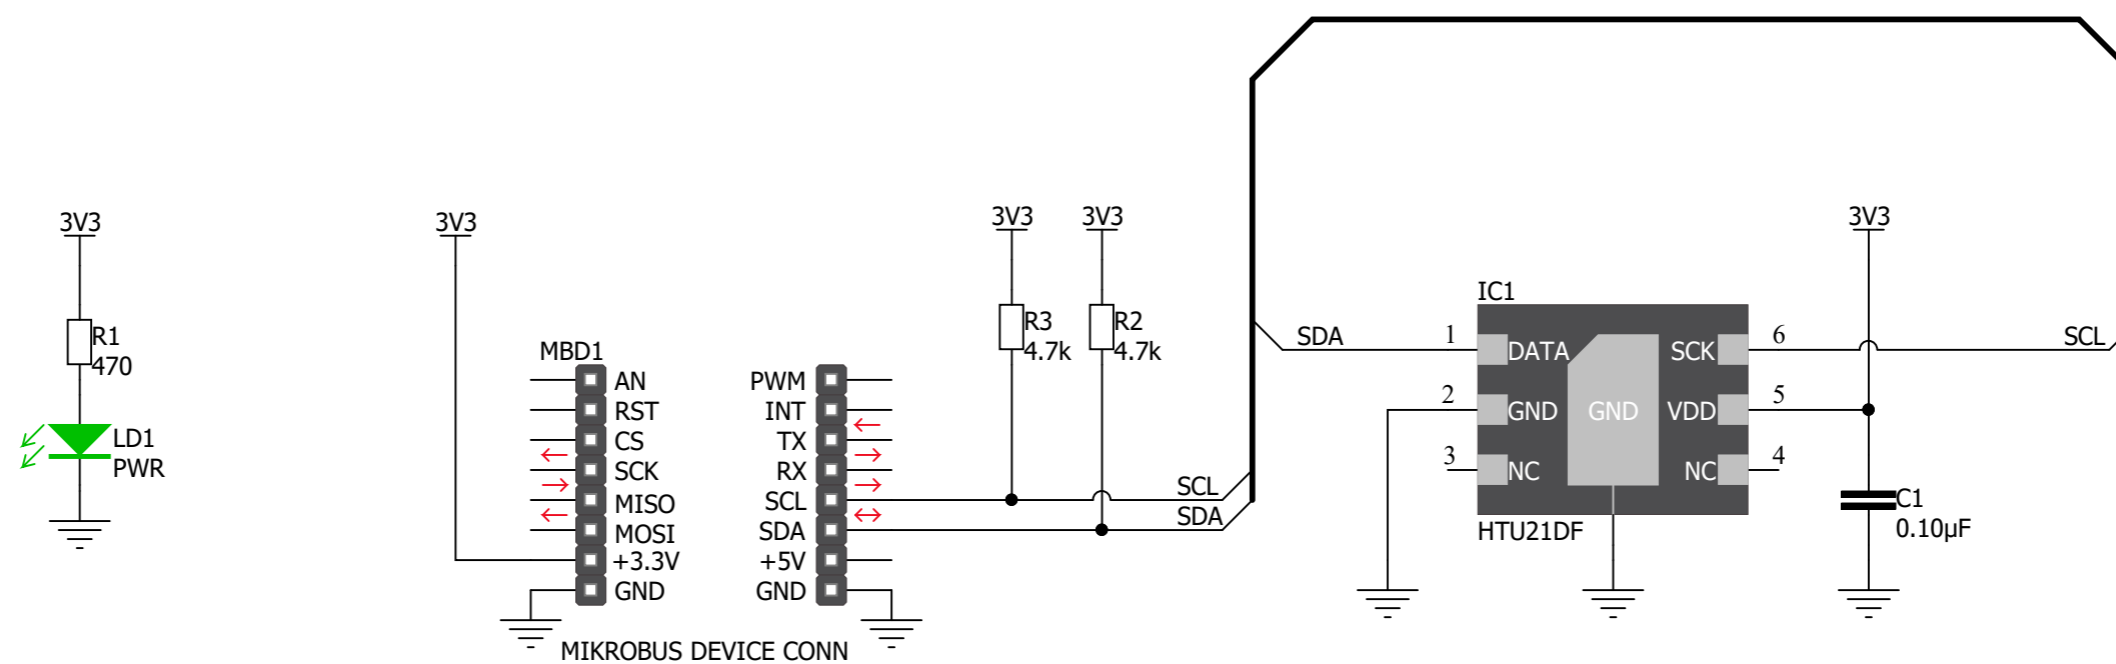 3V3
R1
470
LD1
PWR
3V3
MBD1
AN
RST
CS
SCK
MISO
MOSI
+3.3V
GND
PWM
INT
TX
RX
SCL
SDA
+5V
GND
MIKROBUS DEVICE CONN
3V3
R3
4.7k
3V3
R2
4.7k
SCL
SDA
SDA
IC1
1
DATA
2
GND
3
NC
GND
SCK
6
VDD
5
NC
4
HTU21DF
3V3
SCL
C1
0.10µF